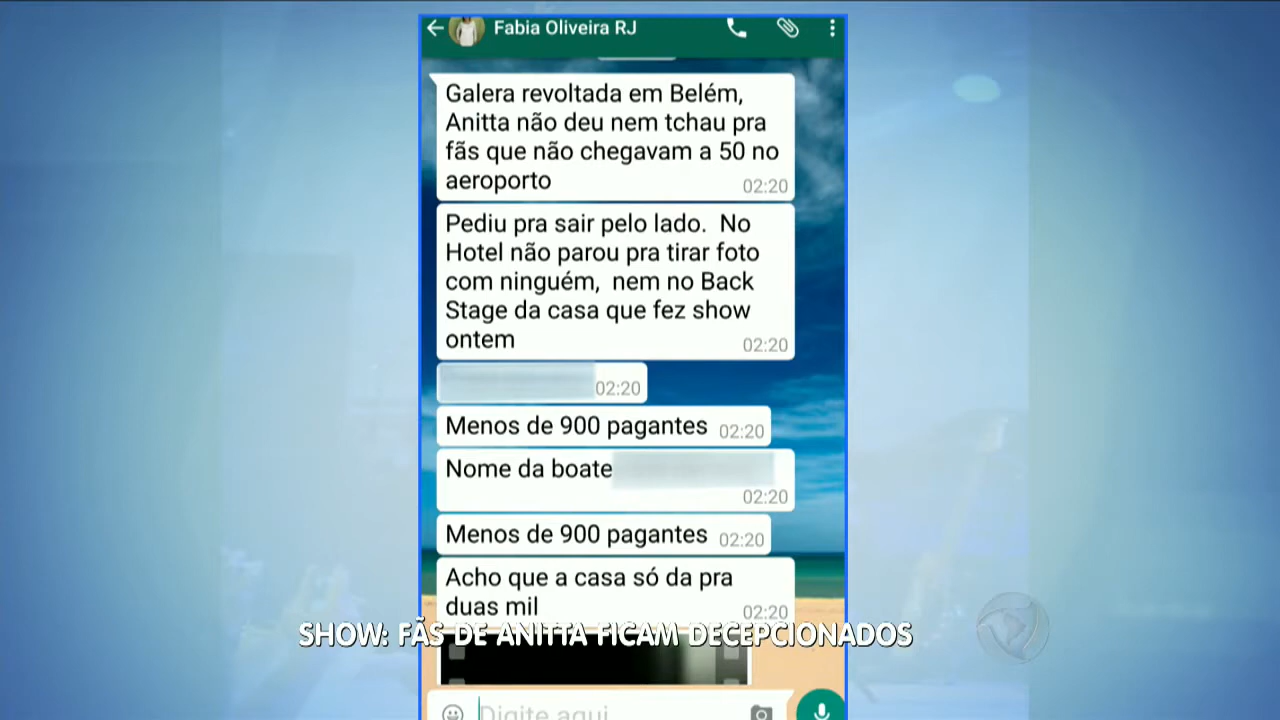 Fabia Oliveira RJ
Galera revoltada em Belém,
Anitta não deu nem tchau pra
fãs que não chegavam a 50 no
aeroporto
02:20
Pediu pra sair pelo lado. No
Hotel não parou pra tirar foto
com ninguém, nem no Back
Stage da casa que fez show
ontem
02:20
02:20
Menos de 900 pagantes 02:20
Nome da boate
02:20
Menos de 900 pagantes 02:20
Acho que a casa só da pra
duas mil
02:20
SHOW: FÃS DE ANITTA FICAM DECEPCIONADOS
Digite aqui